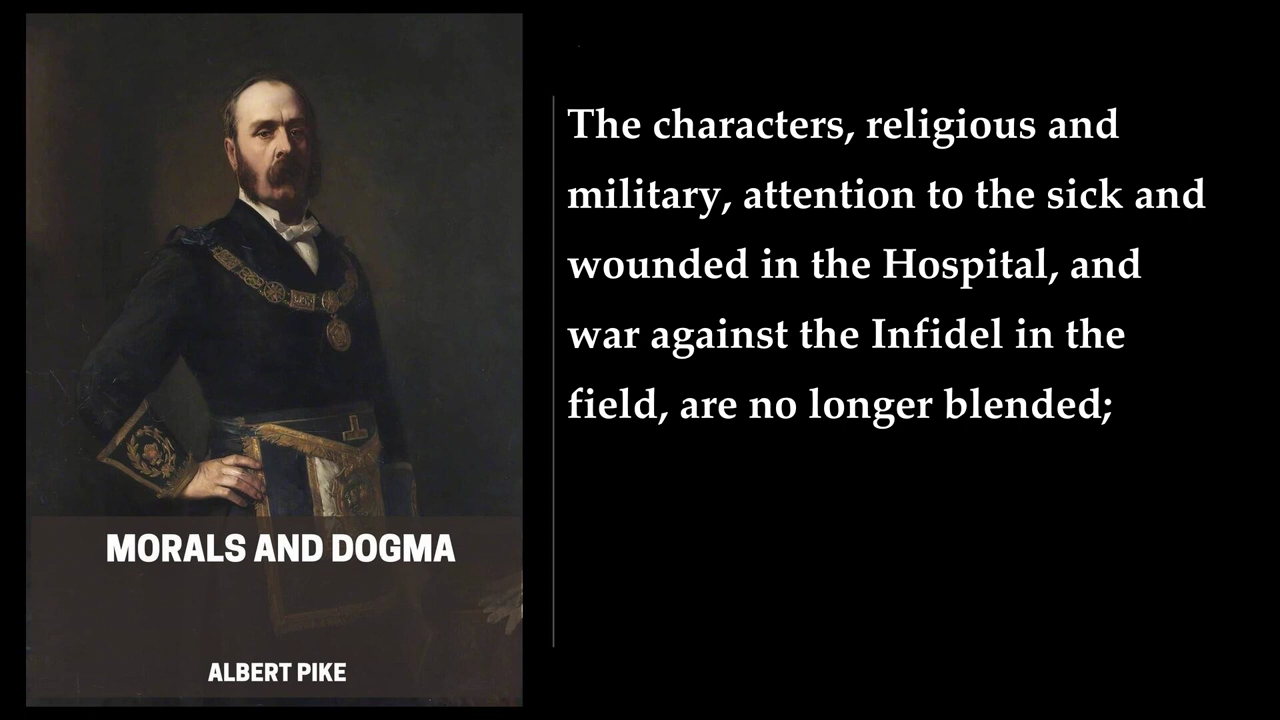 MORALS AND DOGMA
ALBERT PIKE
The characters, religious and
military, attention to the sick and
wounded in the Hospital, and
war against the Infidel in the
field, are no longer blended;